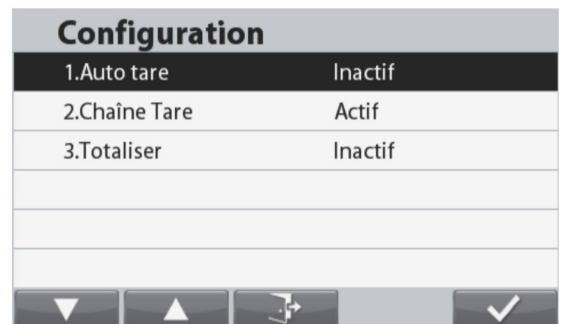 Configuration
1.Auto tare Inactif
2.Chaîne Tare Actif
3.Totaliser Inactif